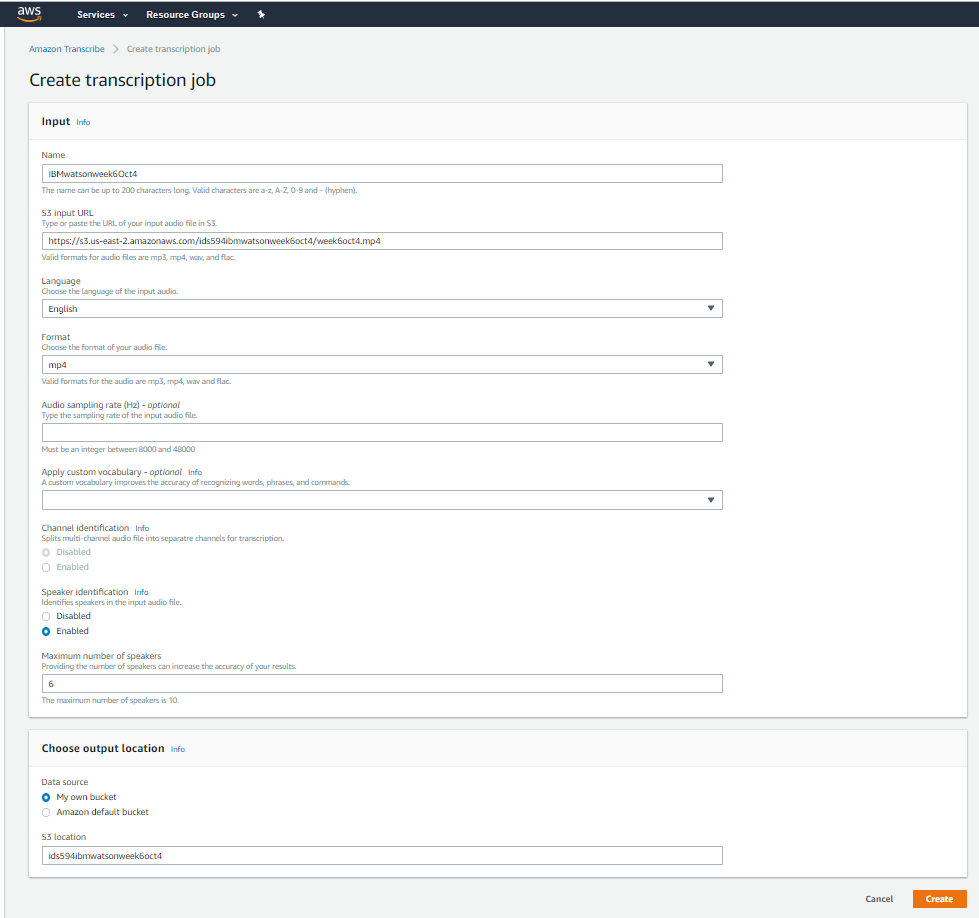 aws Services Resource Groups
Amazon Transcribe > Create transcription job
Create transcription job
Input Info
Name
IBMwatsonweek6Oct4
The name can be up to 200 characters long. Valid characters are a-z, A-Z, 0-9 and - (hyphen).
S3 input URL
Type or paste the URL of your input audio file in S3.
https://s3.us-east-2.amazonaws.com/ids594ibmwatsonweek6oct4/week6oct4.mp4
Valid formats for audio files are mp3, mp4, wav, and flac.
Language
Choose the language of the input audio.
English
Format
Choose the format of your audio file.
mp4
Valid formats for the audio are mp3, mp4, wav and flac.
Audio sampling rate (Hz) - optional
Type the sampling rate of the input audio file.
Must be an integer between 8000 and 48000
Apply custom vocabulary - optional Info
A custom vocabulary improves the accuracy of recognizing words, phrases, and commands.
Channel identification Info
Splits multi-channel audio file into separatre channels for transcription.
Disabled
Enabled
Speaker identification Info
Identifies speakers in the input audio file.
Disabled
Enabled
Maximum number of speakers
Providing the number of speakers can increase the accuracy of your results.
6
The maximum number of speakers is 10.
Choose output location Info
Data source
My own bucket
Amazon default bucket
S3 location
ids594ibmwatsonweek6oct4
Cancel Create